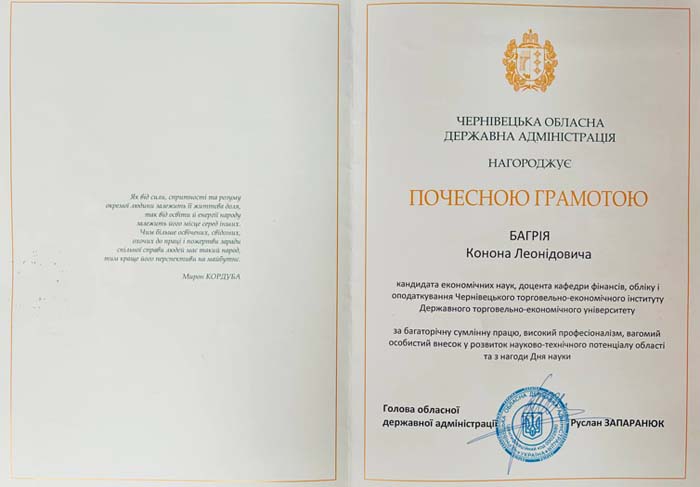 Як від сили, спритності та розуму
окремої людини залежить її життєва доля,
так від освіти й енергії народу
залежить його місце серед інших.
Чим більше освічених, свідомих,
охочих до праці і пожертви заради
спільної справи людей має такий народ,
тим краще його перспективи на майбутнє.
Мирон КОРДУБА
ЧЕРНІВЕЦЬКА ОБЛАСНА
ДЕРЖАВНА АДМІНІСТРАЦІЯ
НАГОРОДЖУЄ
ПОЧЕСНОЮ ГРАМОТОЮ
БАГРІЯ
Конона Леонідовича
кандидата економічних наук, доцента кафедри фінансів, обліку і
оподаткування Чернівецького торговельно-економічного інституту
Державного торговельно-економічного університету
за багаторічну сумлінну працю, високий професіоналізм, вагомий
особистий внесок у розвиток науково-технічного потенціалу області
та з нагоди Дня науки
Голова обласної
державної адміністрації
Руслан ЗАПАРАНЮК